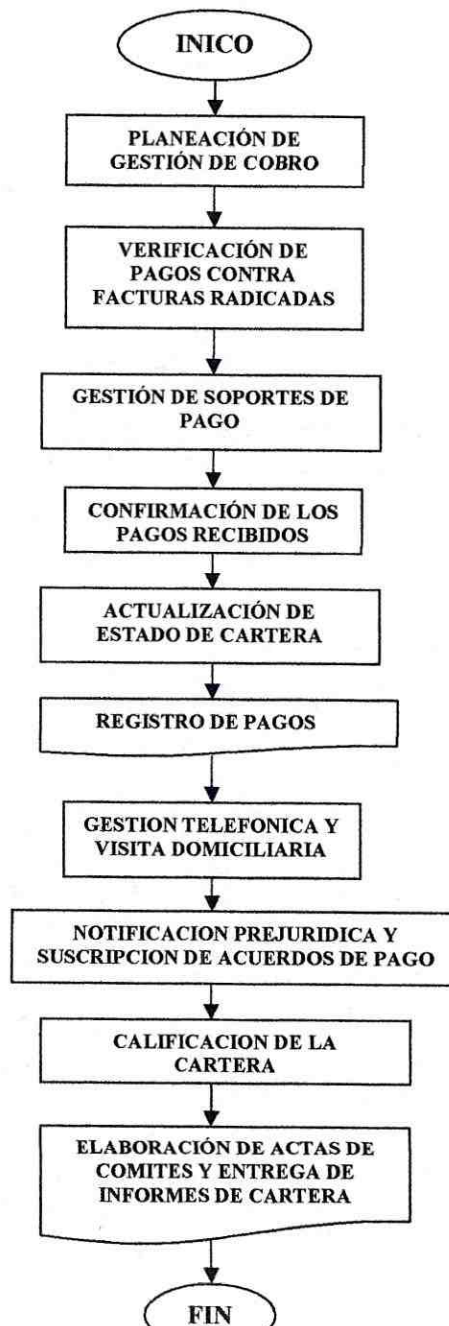 INICO
PLANEACIÓN DE
GESTIÓN DE COBRO
VERIFICACIÓN DE
PAGOS CONTRA
FACTURAS RADICADAS
GESTIÓN DE SOPORTES DE
PAGO
CONFIRMACIÓN DE LOS
PAGOS RECIBIDOS
ACTUALIZACIÓN DE
ESTADO DE CARTERA
REGISTRO DE PAGOS
GESTION TELEFONICA Y
VISITA DOMICILIARIA
NOTIFICACION PREJURIDICA Y
SUSCRIPCION DE ACUERDOS DE PAGO
CALIFICACION DE LA
CARTERA
ELABORACIÓN DE ACTAS DE
COMITES Y ENTREGA DE
INFORMES DE CARTERA
FIN